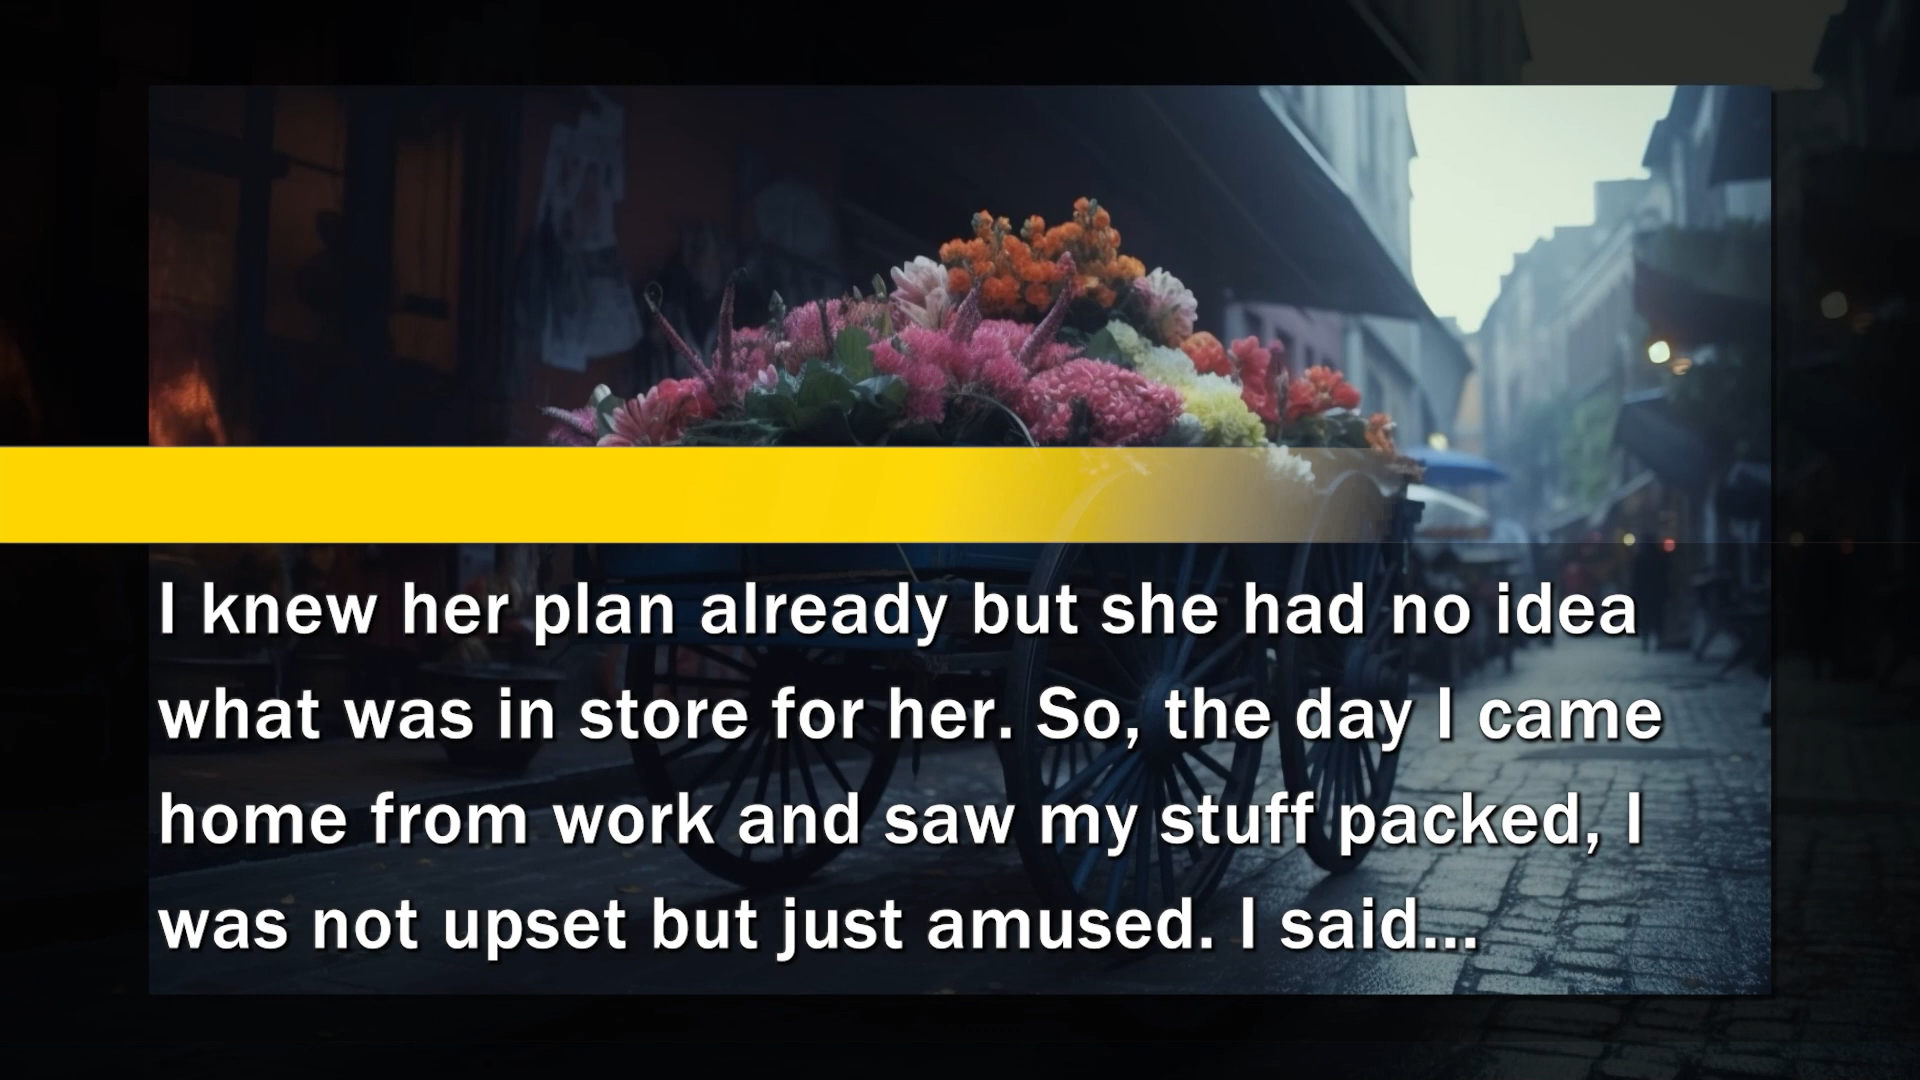 I knew her plan already but she had no idea
what was in store for her. So, the day I came
home from work and saw my stuff packed, I
was not upset but just amused. I said...